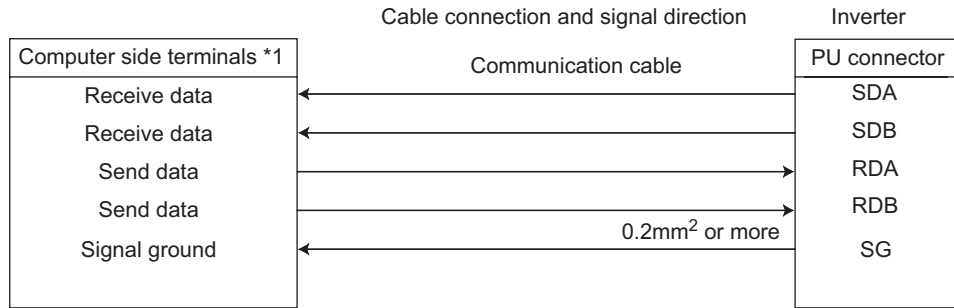 Cable connection and signal direction Inverter
Computer side terminals *1 Communication cable PU connector
Receive data SDA
Receive data SDB
Send data RDA
Send data RDB
0.2mm² or more
Signal ground SG